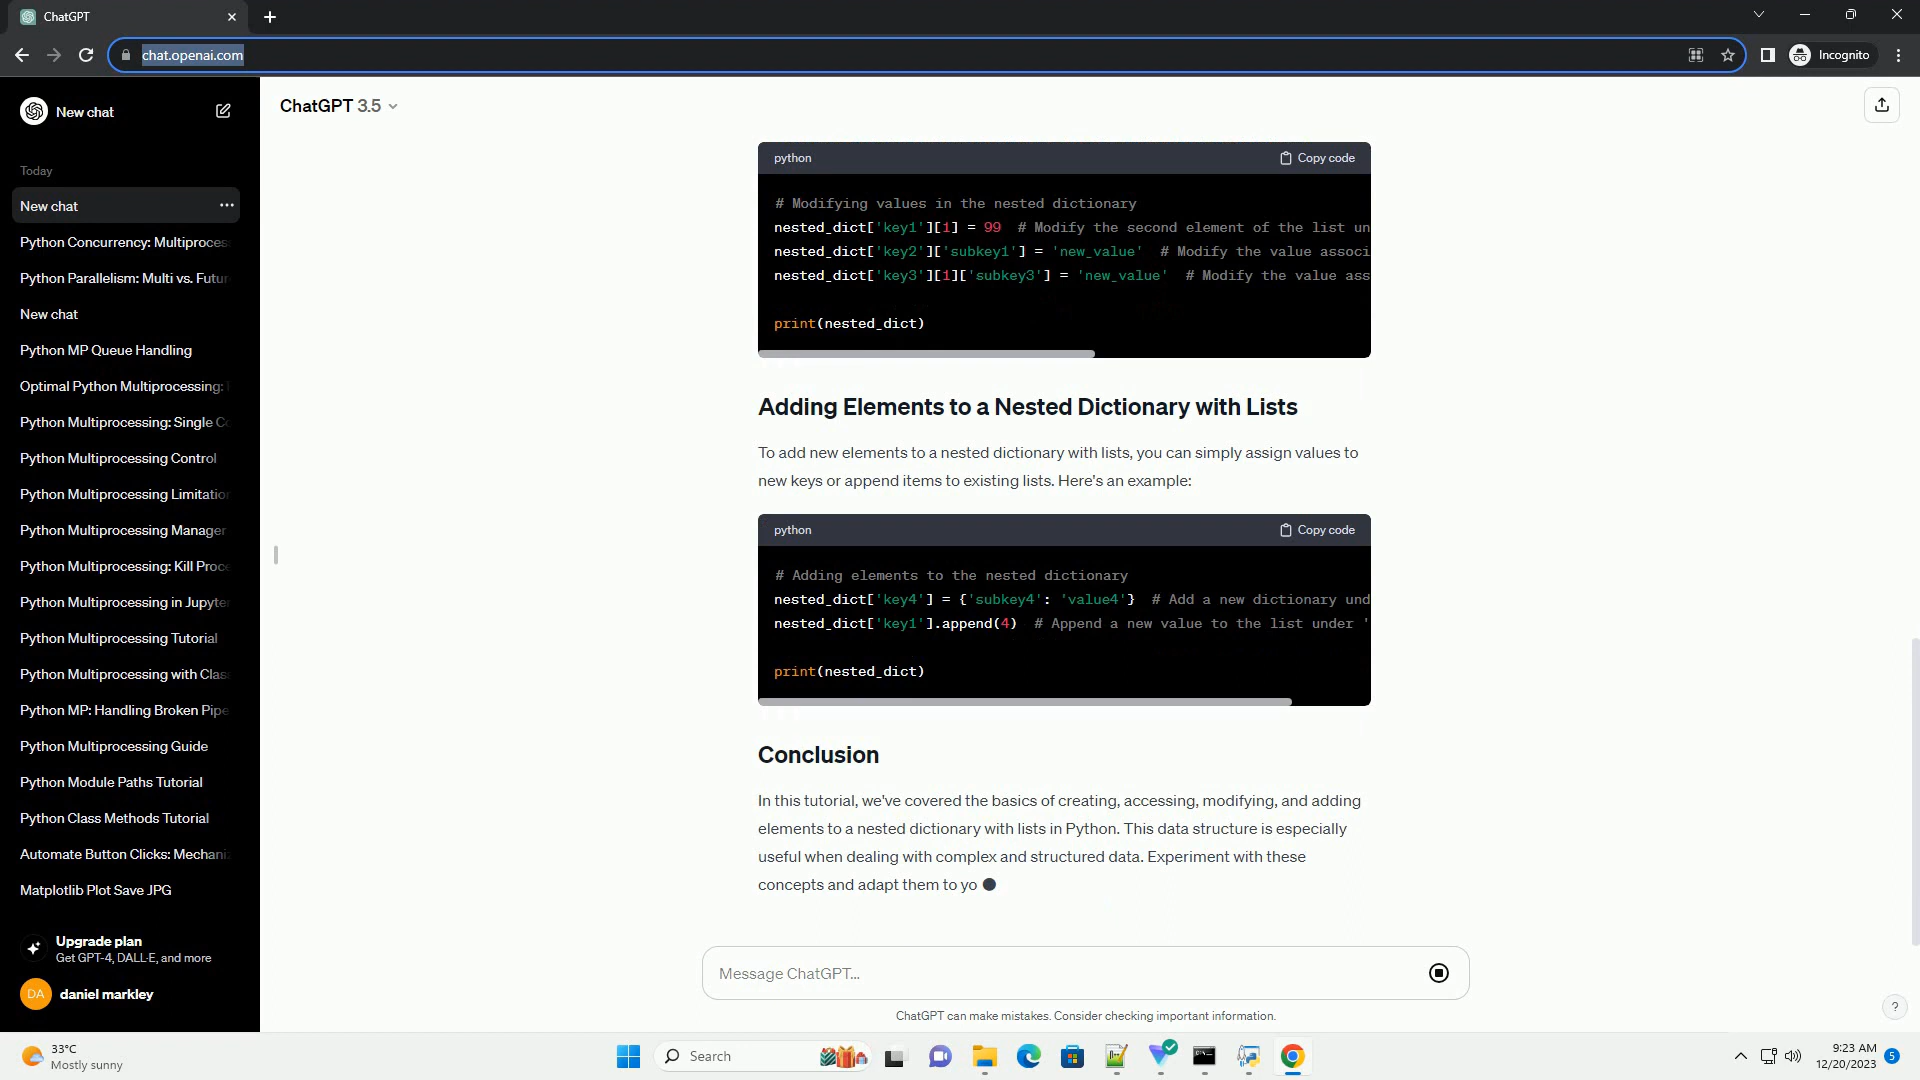 ChatGPT
chat.openai.com
Incognito
New chat
ChatGPT 3.5
Today
New chat
Python Concurrency: Multiproces
Python Parallelism: Multi vs. Futur
New chat
Python MP Queue Handling
Optimal Python Multiprocessing:
Python Multiprocessing: Single Co
Python Multiprocessing Control
Python Multiprocessing Limitation
Python Multiprocessing Manager
Python Multiprocessing: Kill Proce
Python Multiprocessing in Jupyter
Python Multiprocessing Tutorial
Python Multiprocessing with Class
Python MP: Handling Broken Pipe
Python Multiprocessing Guide
Python Module Paths Tutorial
Python Class Methods Tutorial
Automate Button Clicks: Mechani
Matplotlib Plot Save JPG
Upgrade plan
Get GPT-4, DALL·E, and more
DA daniel markley
python Copy code
# Modifying values in the nested dictionary
nested_dict['key1'][1] = 99  # Modify the second element of the list un
nested_dict['key2']['subkey1'] = 'new_value'  # Modify the value associ
nested_dict['key3'][1]['subkey3'] = 'new_value'  # Modify the value ass
print(nested_dict)
Adding Elements to a Nested Dictionary with Lists
To add new elements to a nested dictionary with lists, you can simply assign values to
new keys or append items to existing lists. Here's an example:
python Copy code
# Adding elements to the nested dictionary
nested_dict['key4'] = {'subkey4': 'value4'}  # Add a new dictionary und
nested_dict['key1'].append(4)  # Append a new value to the list under '
print(nested_dict)
Conclusion
In this tutorial, we've covered the basics of creating, accessing, modifying, and adding
elements to a nested dictionary with lists in Python. This data structure is especially
useful when dealing with complex and structured data. Experiment with these
concepts and adapt them to yo
Message ChatGPT...
ChatGPT can make mistakes. Consider checking important information.
?
33°C
Mostly sunny
Search
9:23 AM
12/20/2023
5